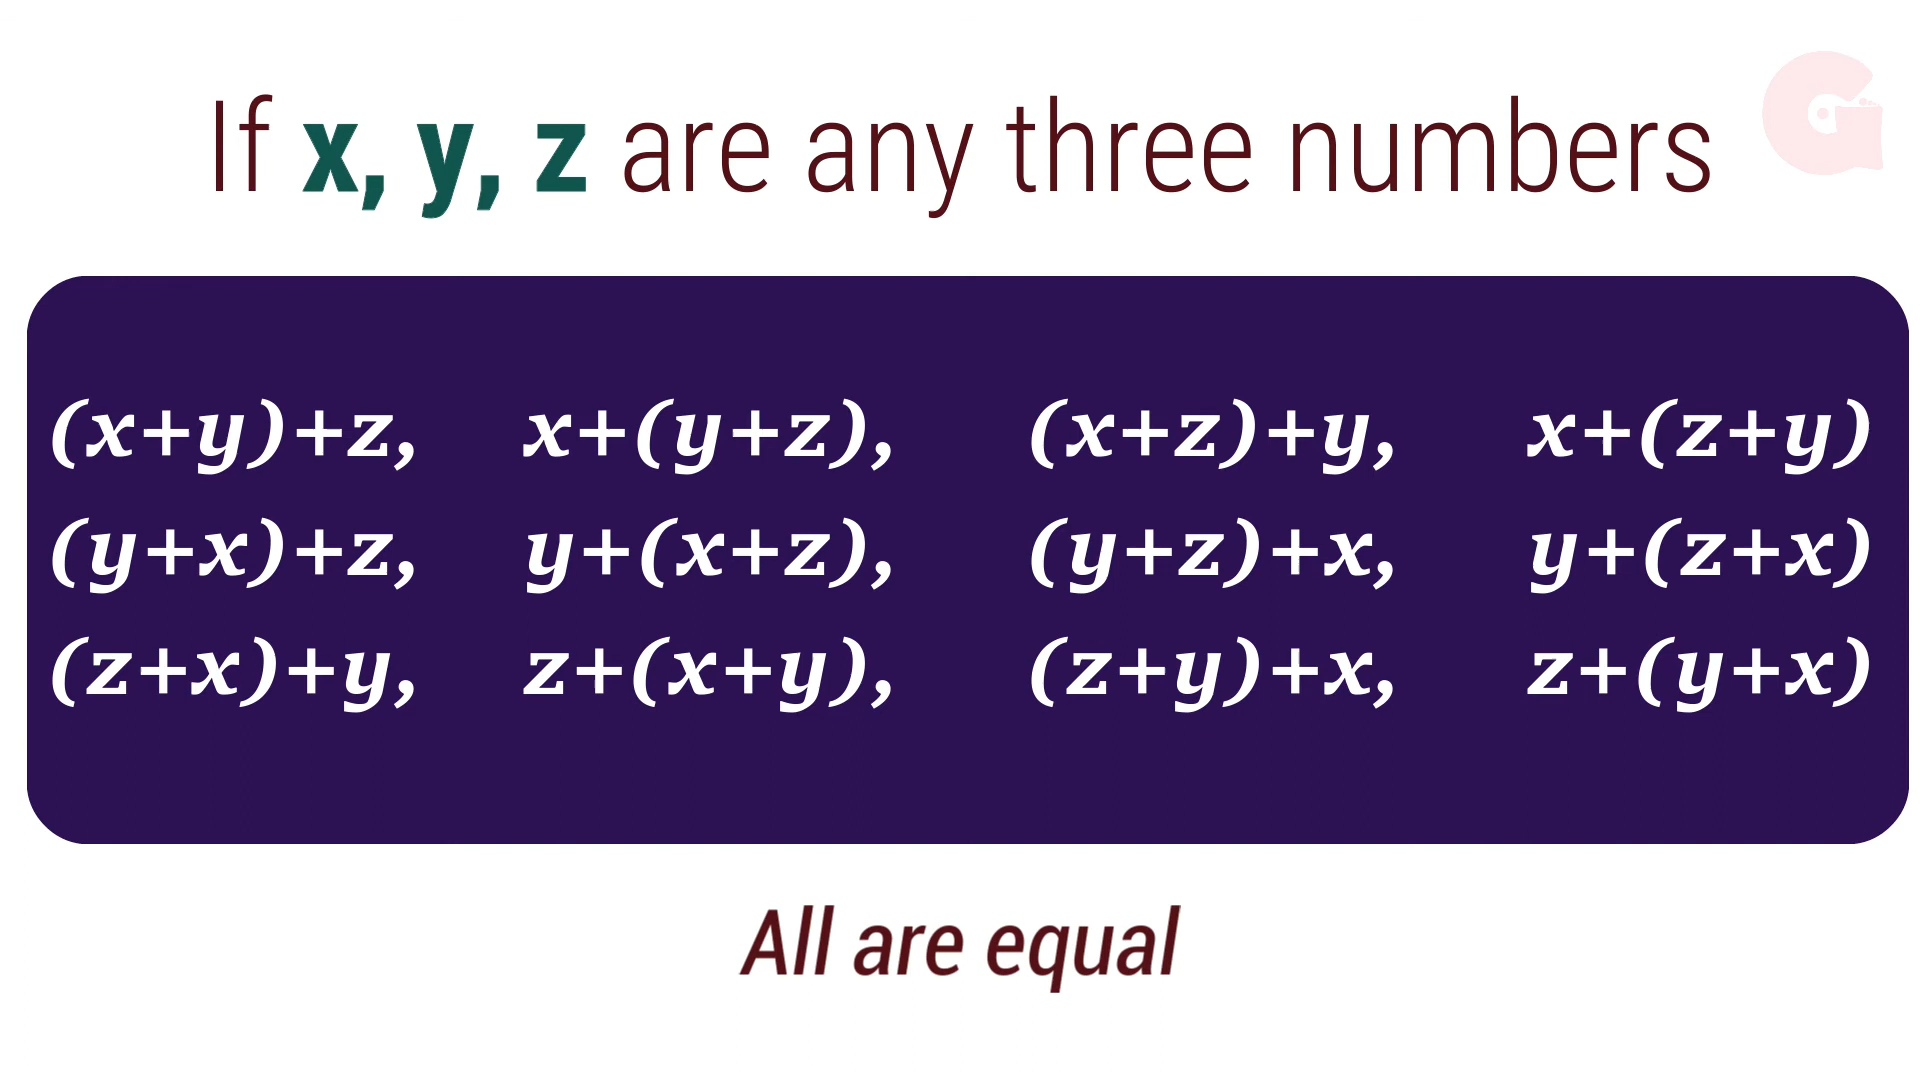 If x, y, z are any three numbers
(x+y)+z, x+(y+z), (x+z)+y, x+(z+y)
(y+x)+z, y+(x+z), (y+z)+x, y+(z+x)
(z+x)+y, z+(x+y), (z+y)+x, z+(y+x)
All are equal